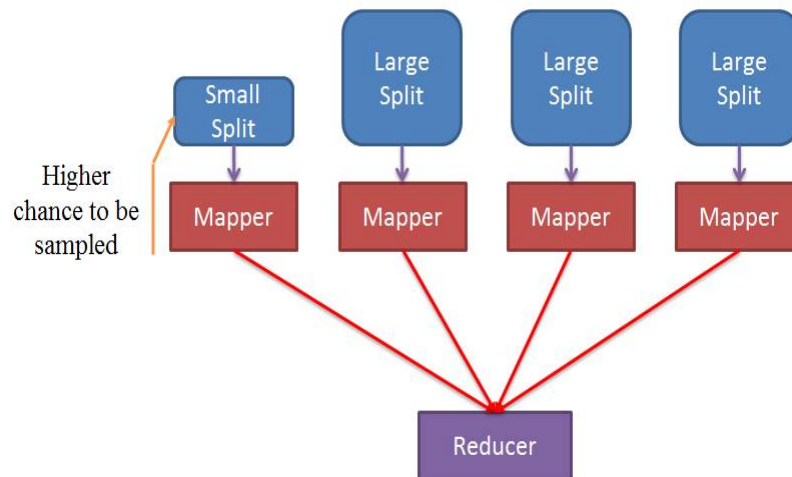 Small
Split
Large
Split
Large
Split
Large
Split
Higher
chance to be
sampled
Mapper
Mapper
Mapper
Mapper
Reducer